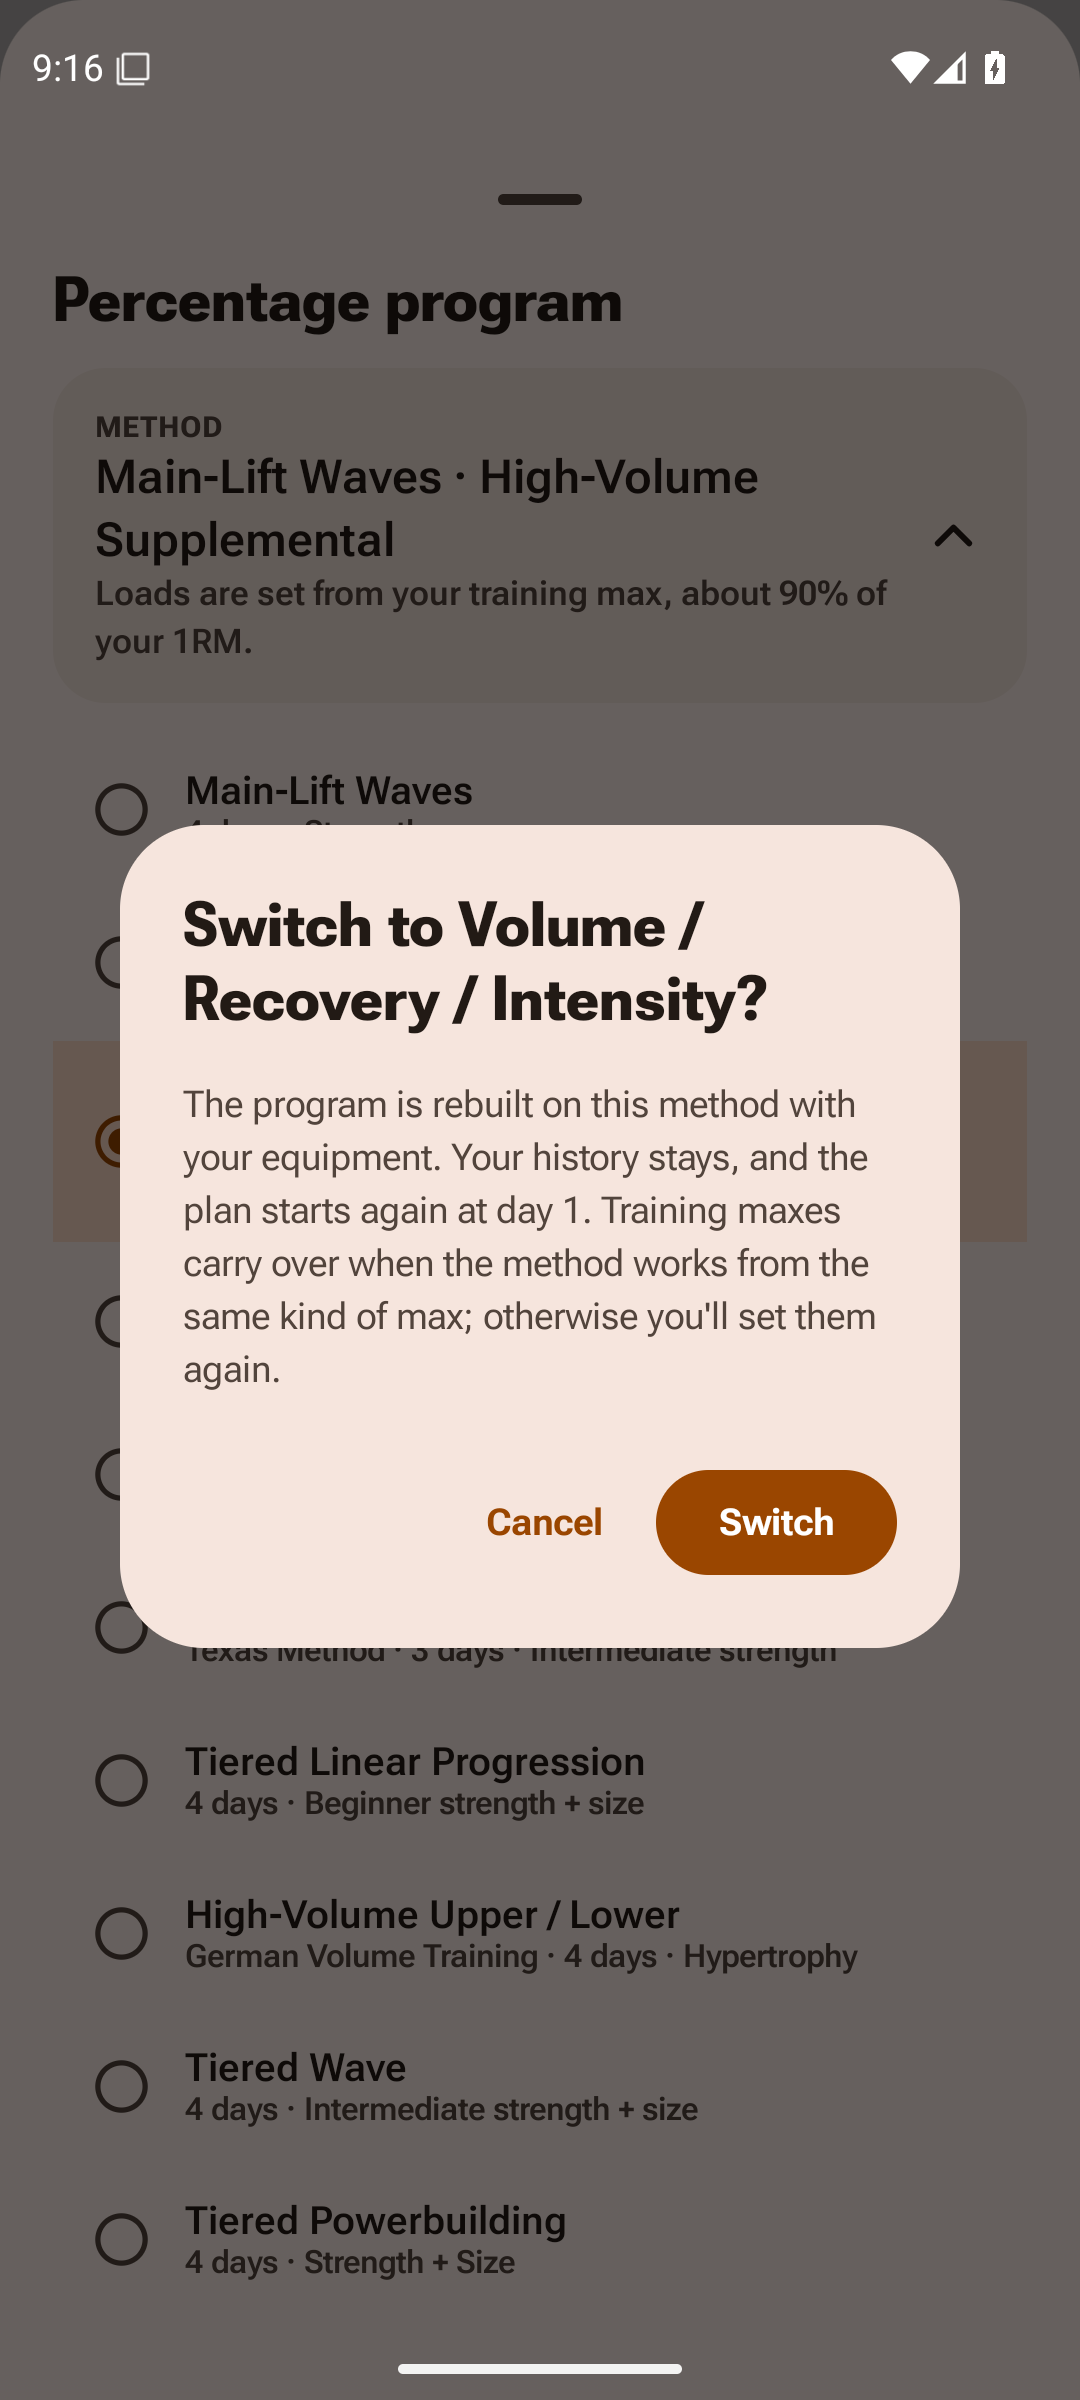 9:16
Percentage program
METHOD
Main-Lift Waves · High-Volume
Supplemental
Loads are set from your training max, about 90% of
your 1RM.
Main-Lift Waves
Switch to Volume /
Recovery / Intensity?
The program is rebuilt on this method with
your equipment. Your history stays, and the
plan starts again at day 1. Training maxes
carry over when the method works from the
same kind of max; otherwise you'll set them
again.
Cancel
Switch
Texas Method · 3 days · Intermediate strength
Tiered Linear Progression
4 days · Beginner strength + size
High-Volume Upper / Lower
German Volume Training · 4 days · Hypertrophy
Tiered Wave
4 days · Intermediate strength + size
Tiered Powerbuilding
4 days · Strength + Size